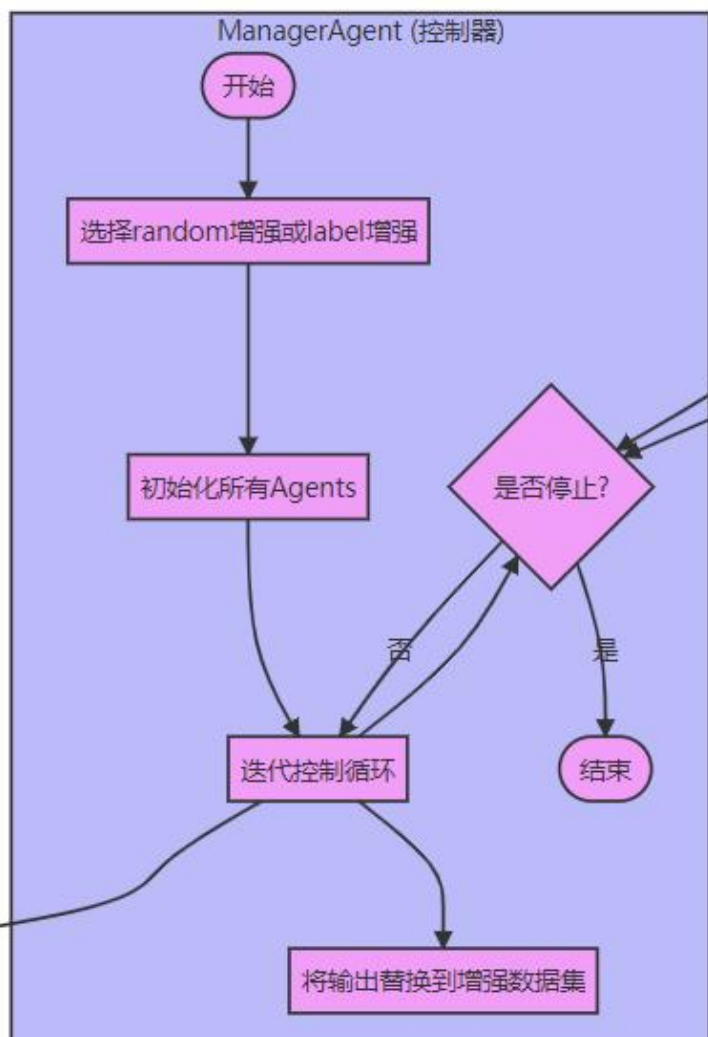 ManagerAgent (控制器)
开始
选择random增强或label增强
初始化所有Agents
是否停止?
否
是
迭代控制循环
结束
将输出替换到增强数据集